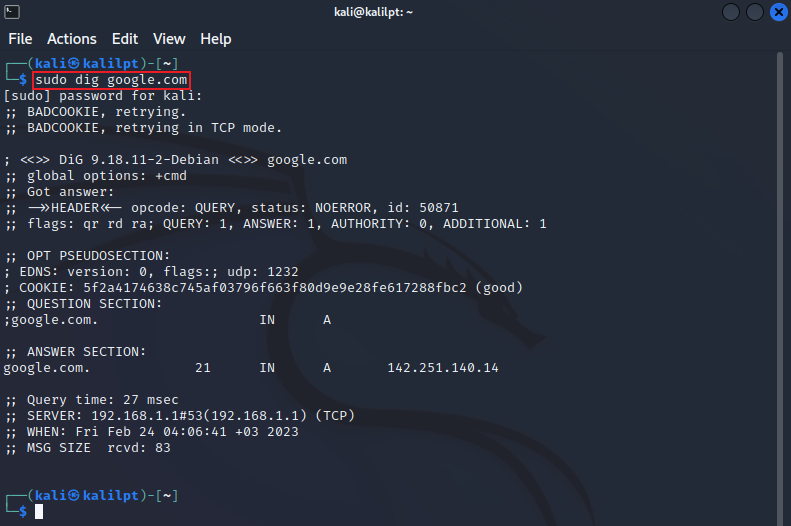 kali@kalilpt: ~
File Actions Edit View Help
┌──(kali㉿kalilpt)-[~]
└─$ sudo dig google.com
[sudo] password for kali:
;; BADCOOKIE, retrying.
;; BADCOOKIE, retrying in TCP mode.
; <<>> DiG 9.18.11-2-Debian <<>> google.com
;; global options: +cmd
;; Got answer:
;; ->>HEADER<<- opcode: QUERY, status: NOERROR, id: 50871
;; flags: qr rd ra; QUERY: 1, ANSWER: 1, AUTHORITY: 0, ADDITIONAL: 1
;; OPT PSEUDOSECTION:
; EDNS: version: 0, flags:; udp: 1232
; COOKIE: 5f2a4174638c745af03796f663f80d9e9e28fe617288fbc2 (good)
;; QUESTION SECTION:
;google.com. IN A
;; ANSWER SECTION:
google.com. 21 IN A 142.251.140.14
;; Query time: 27 msec
;; SERVER: 192.168.1.1#53(192.168.1.1) (TCP)
;; WHEN: Fri Feb 24 04:06:41 +03 2023
;; MSG SIZE rcvd: 83
┌──(kali㉿kalilpt)-[~]
└─$